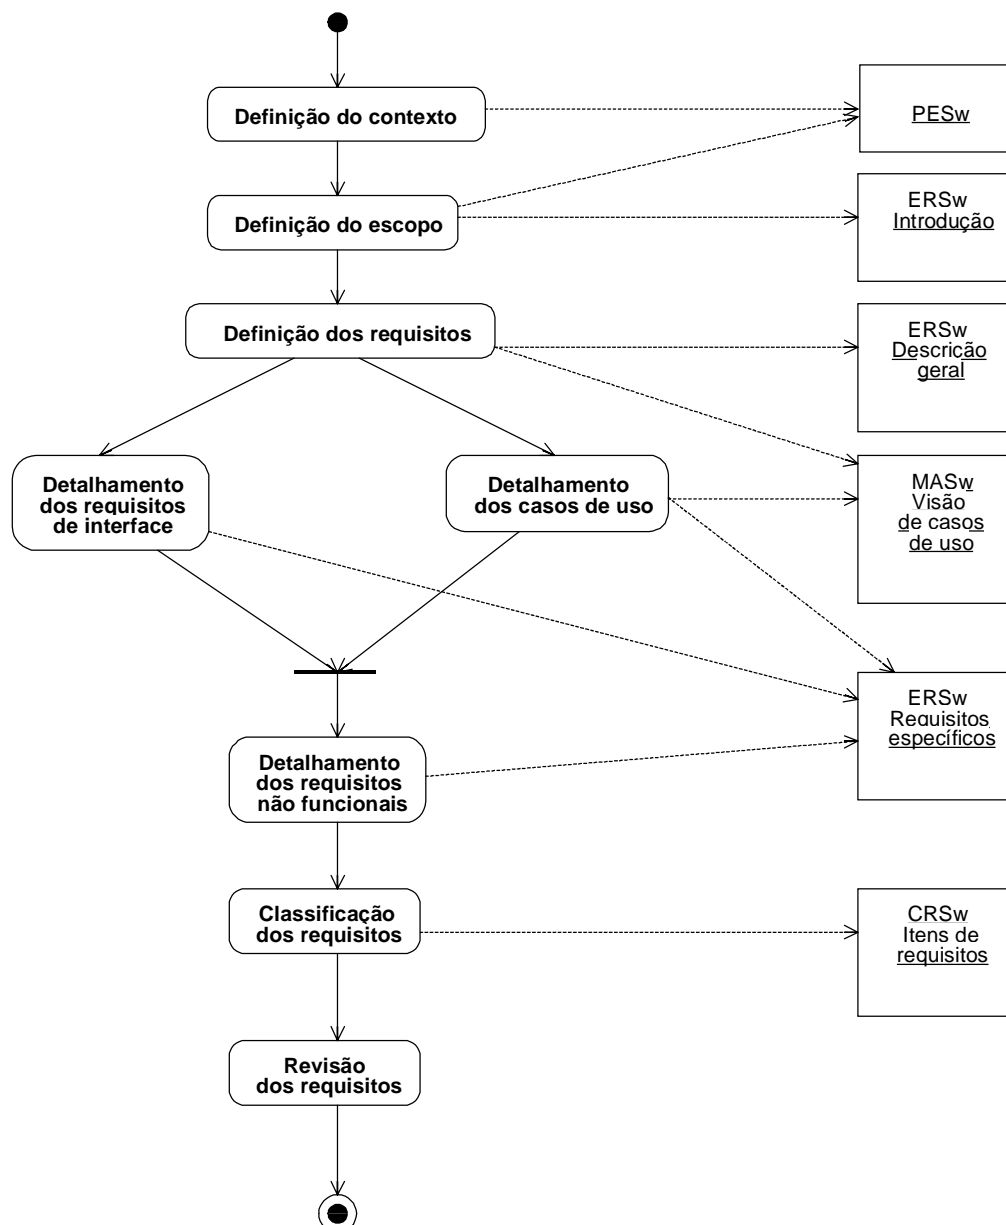 Definição do contexto
PESw
Definição do escopo
ERSw
Introdução
Definição dos requisitos
ERSw
Descrição
geral
Detalhamento
dos requisitos
de interface
Detalhamento
dos casos de uso
MASw
Visão
de casos
de uso
ERSw
Requisitos
específicos
Detalhamento
dos requisitos
não funcionais
Classificação
dos requisitos
CRSw
Itens de
requisitos
Revisão
dos requisitos